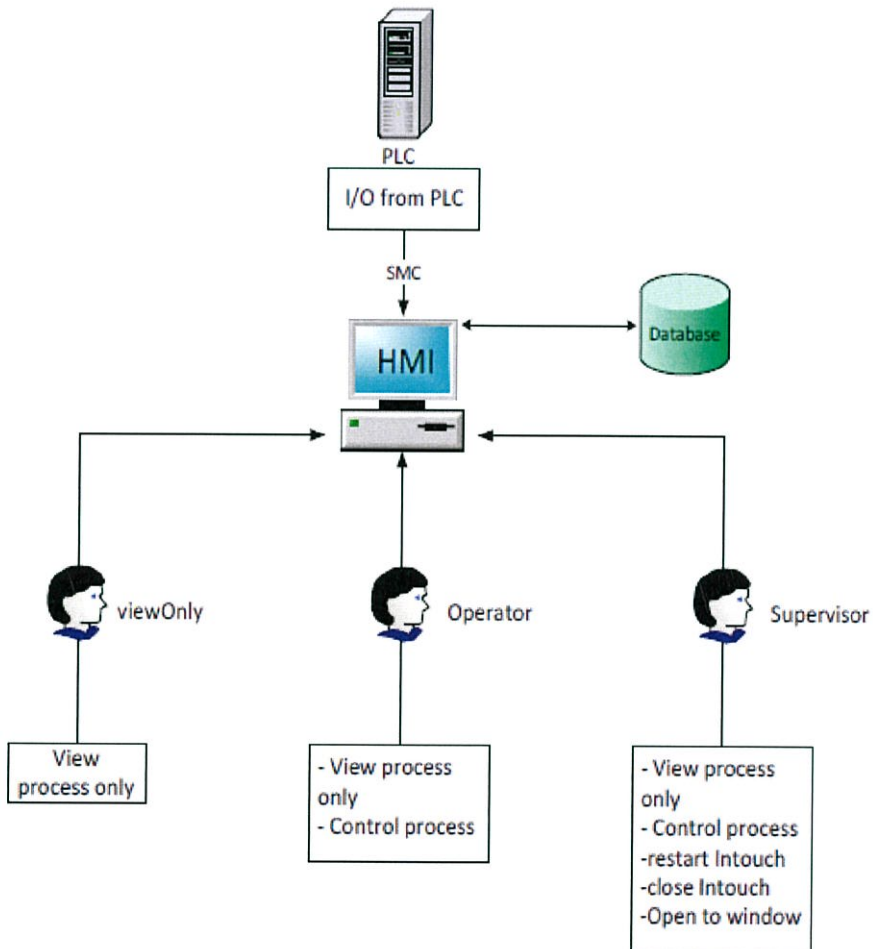 PLC
I/O from PLC
SMC
HMI
Database
viewOnly
Operator
Supervisor
View
process only
- View process
only
- Control process
- View process
only
- Control process
-restart Intouch
-close Intouch
-Open to window